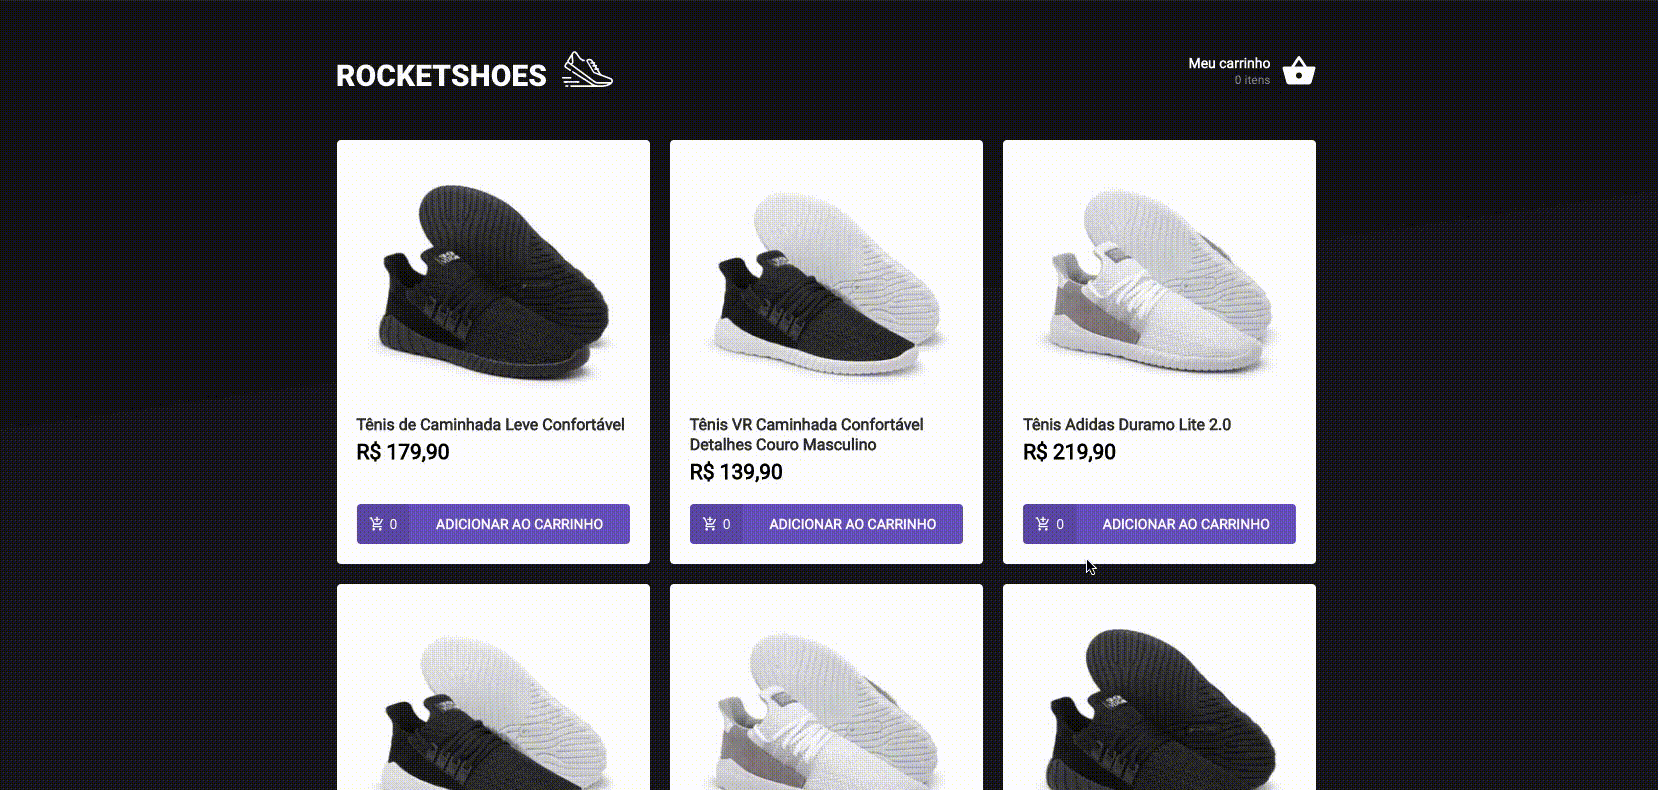 ROCKETSHOES
Meu carrinho
0 itens
Tênis de Caminhada Leve Confortável
R$ 179,90
0 ADICIONAR AO CARRINHO
Tênis VR Caminhada Confortável
Detalhes Couro Masculino
R$ 139,90
0 ADICIONAR AO CARRINHO
Tênis Adidas Duramo Lite 2.0
R$ 219,90
0 ADICIONAR AO CARRINHO